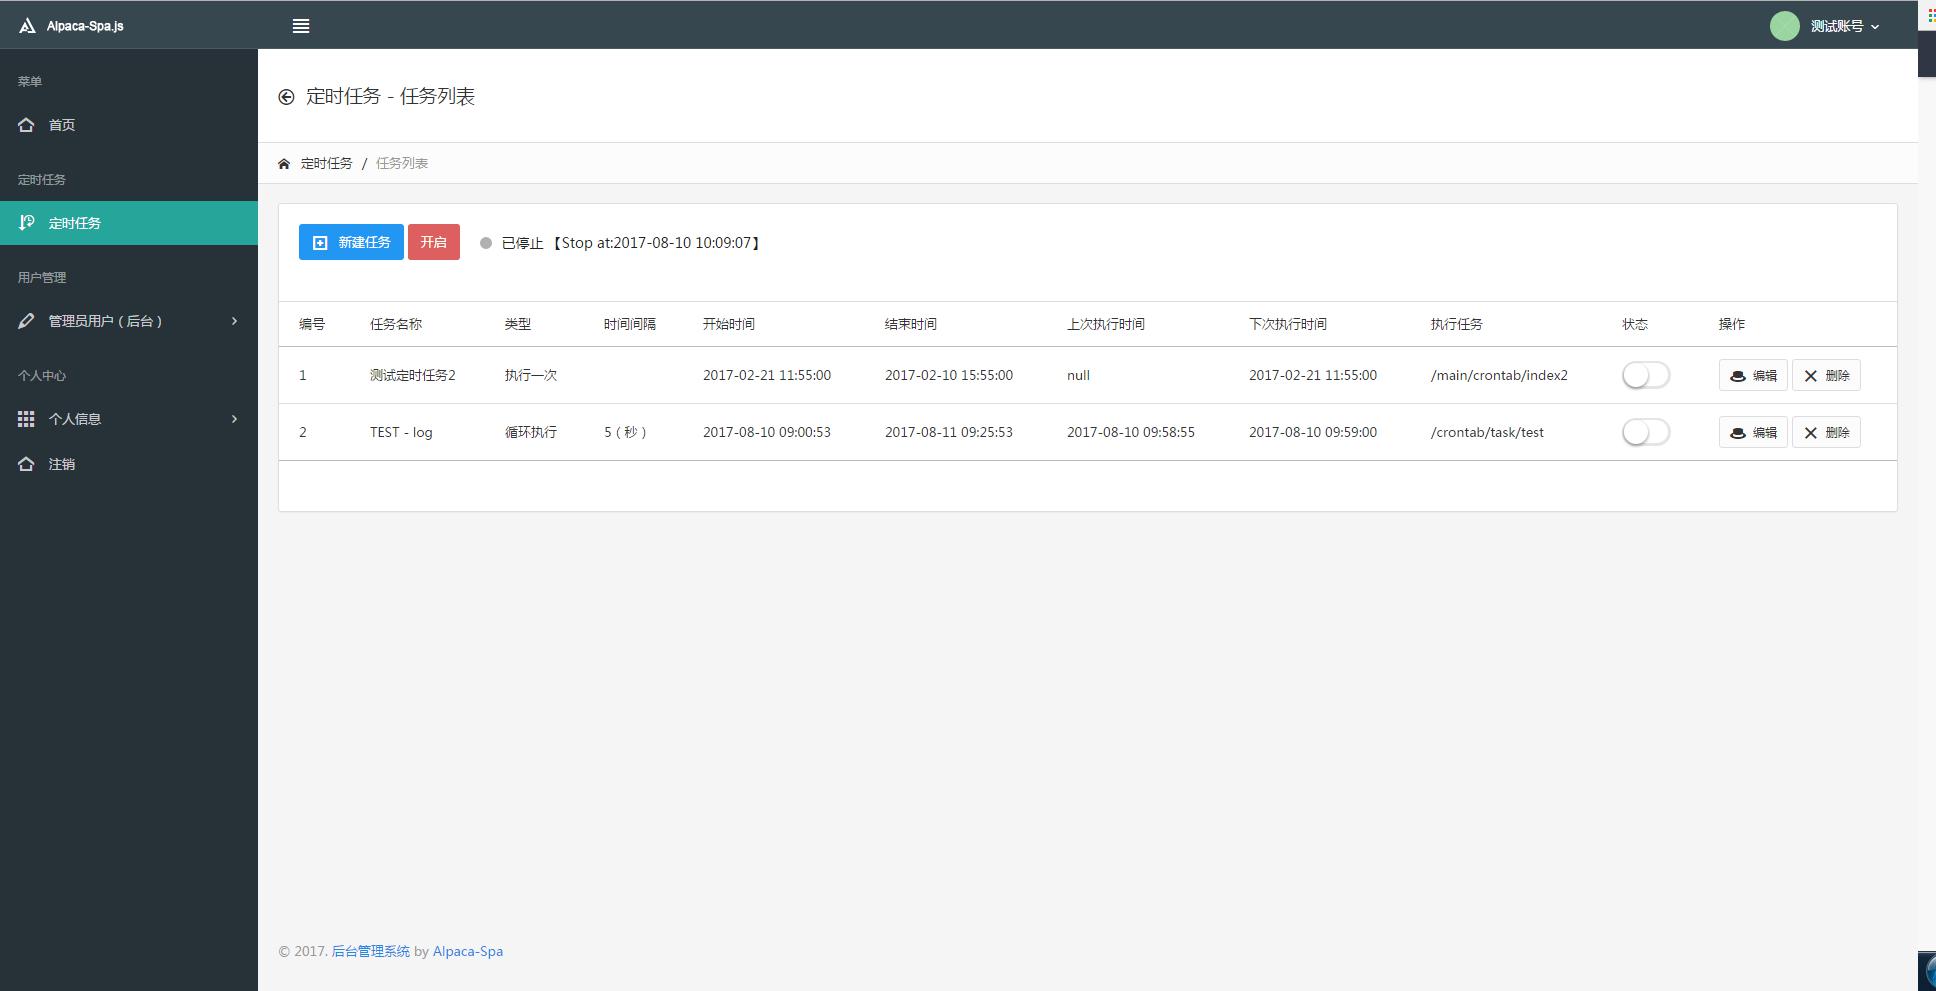 Alpaca-Spa.js
测试账号
菜单
首页
定时任务
定时任务
用户管理
管理员用户（后台）
个人中心
个人信息
注销
定时任务 - 任务列表
定时任务 / 任务列表
新建任务 开启 已停止 【Stop at:2017-08-10 10:09:07】
编号 任务名称 类型 时间间隔 开始时间 结束时间 上次执行时间 下次执行时间 执行任务 状态 操作
1 测试定时任务2 执行一次 2017-02-21 11:55:00 2017-02-10 15:55:00 null 2017-02-21 11:55:00 /main/crontab/index2 编辑 删除
2 TEST - log 循环执行 5（秒） 2017-08-10 09:00:53 2017-08-11 09:25:53 2017-08-10 09:58:55 2017-08-10 09:59:00 /crontab/task/test 编辑 删除
© 2017. 后台管理系统 by Alpaca-Spa